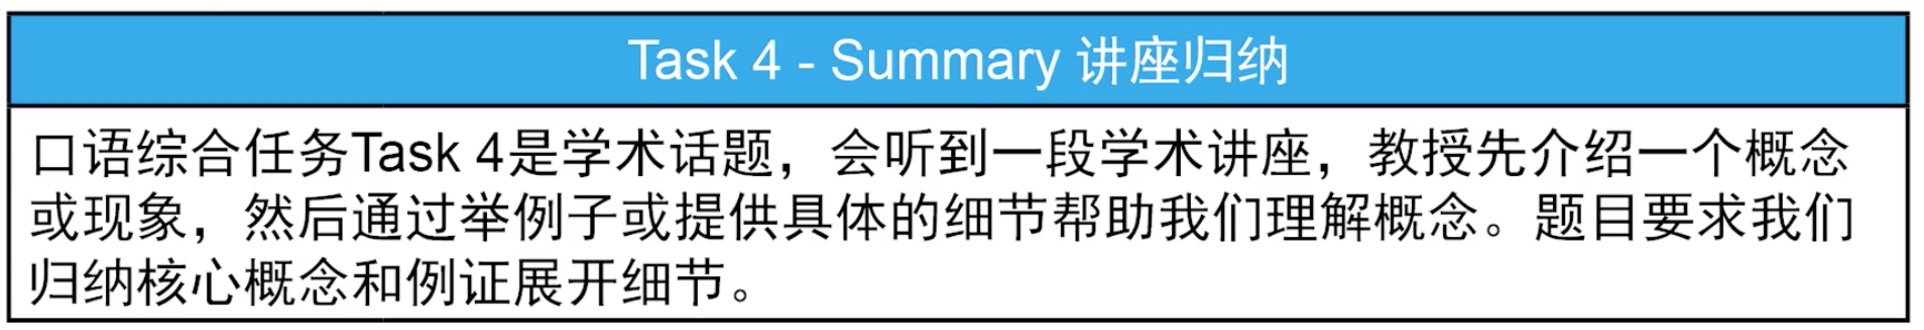 Task 4 - Summary 讲座归纳
口语综合任务Task 4是学术话题，会听到一段学术讲座，教授先介绍一个概念
或现象，然后通过举例子或提供具体的细节帮助我们理解概念。题目要求我们
归纳核心概念和例证展开细节。